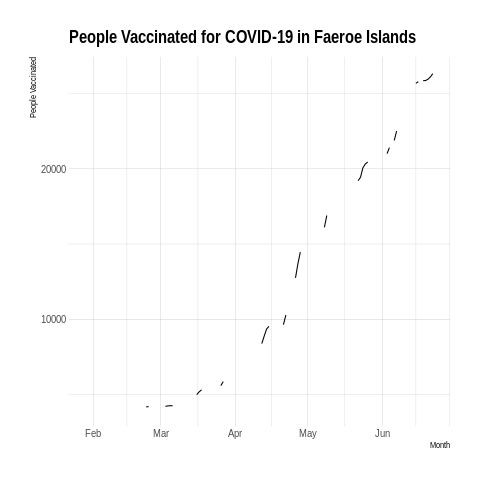 People Vaccinated for COVID-19 in Faeroe Islands
People Vaccinated
20000
10000
Feb Mar Apr May Jun
Month